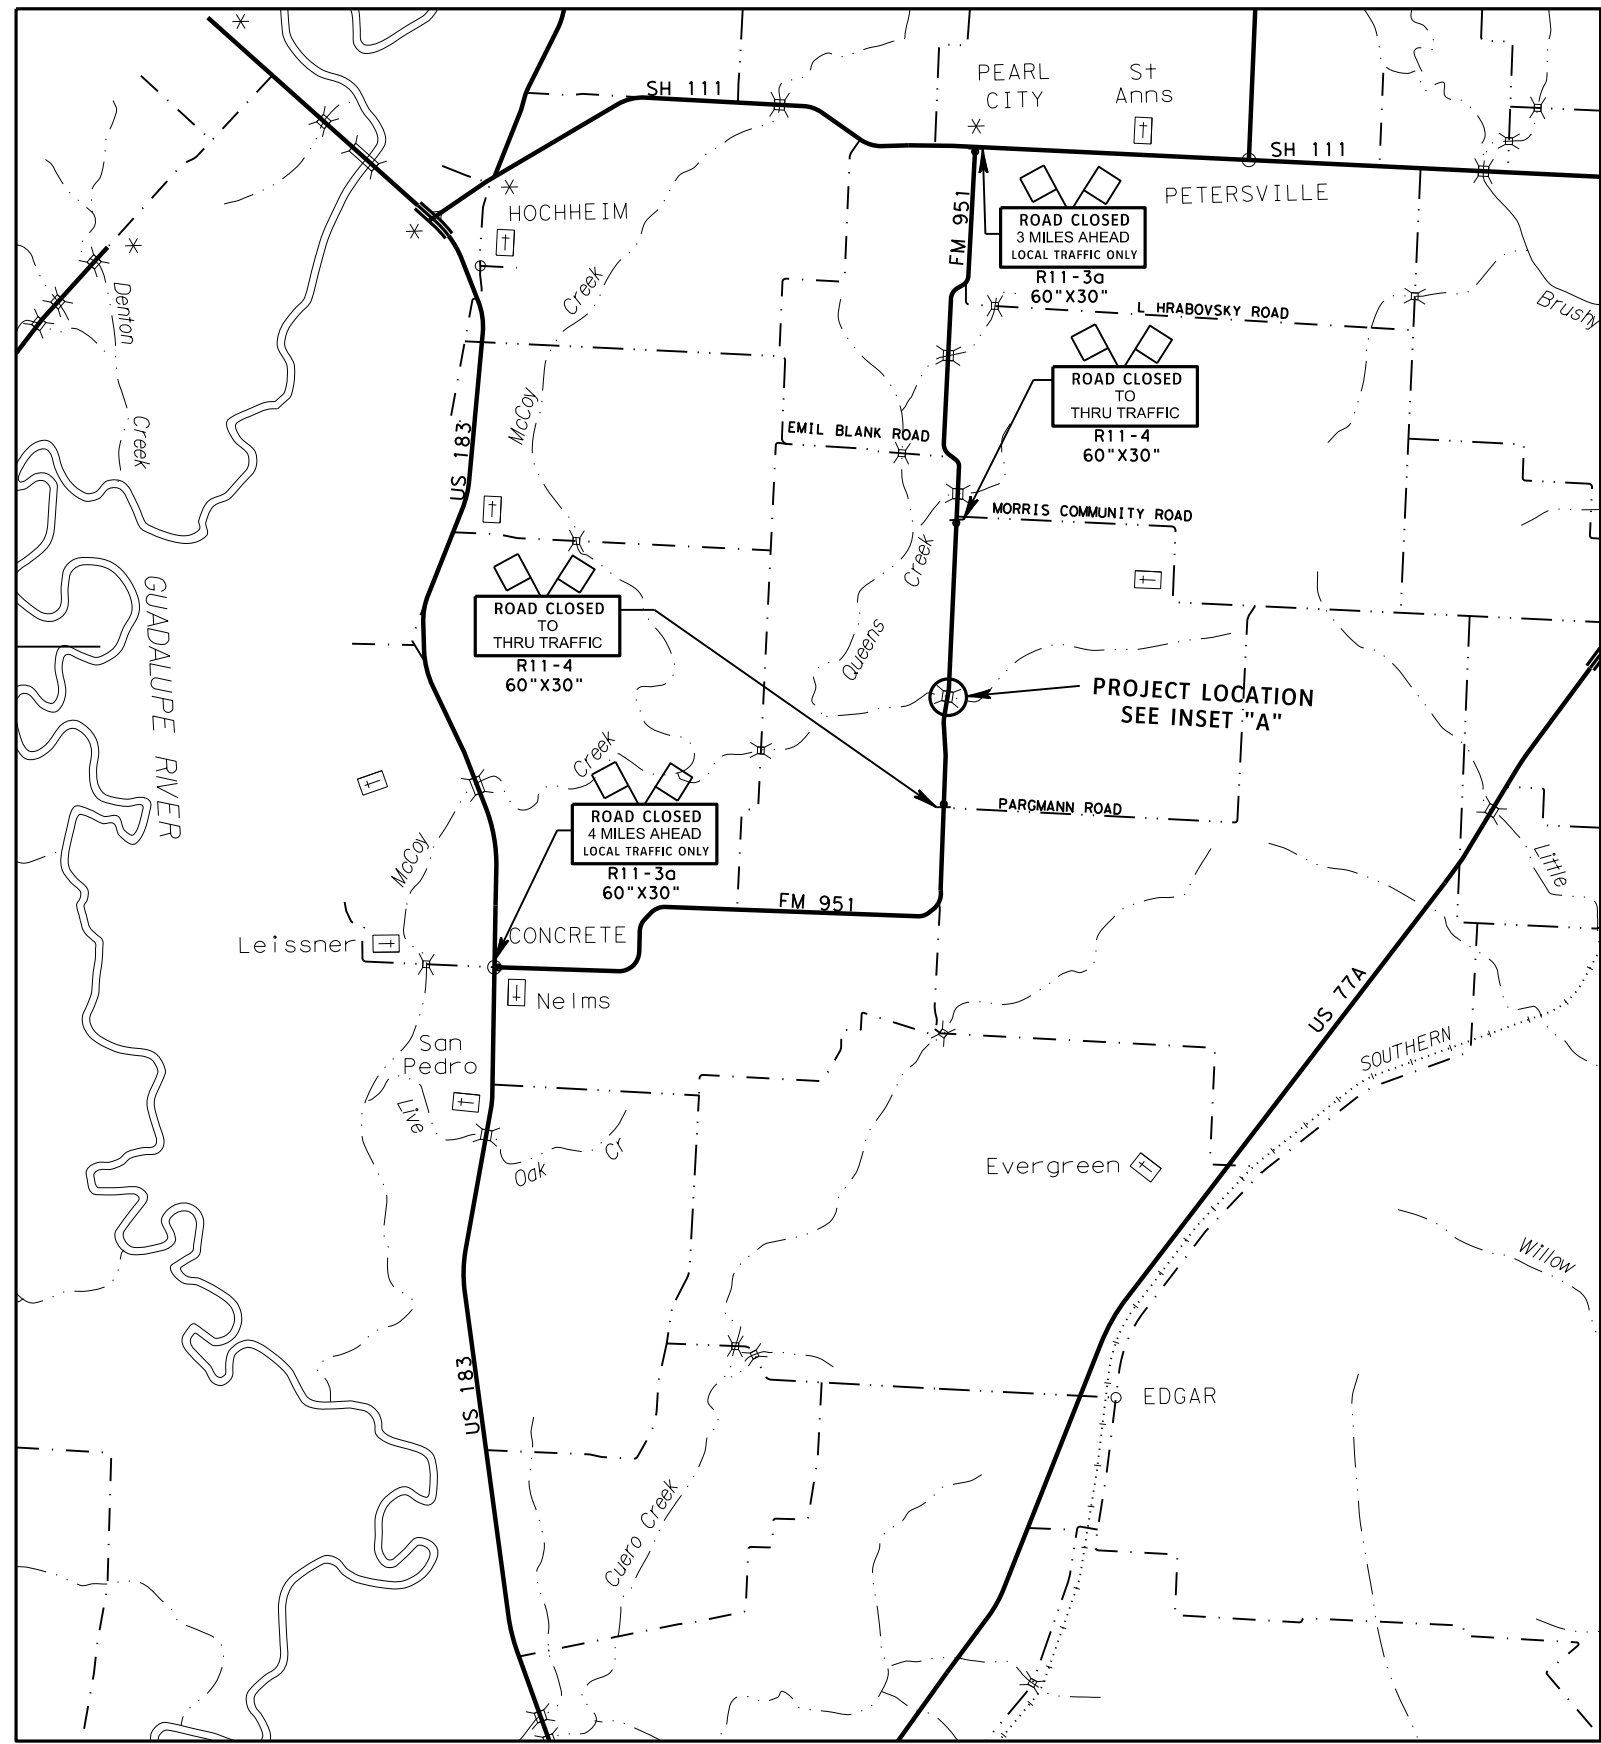 SH 111
PEARL
CITY
St
Anns
SH 111
PETERSVILLE
HOCHHEIM
FM 951
ROAD CLOSED
3 MILES AHEAD
LOCAL TRAFFIC ONLY
R11-3a
60"X30"
L HRABOVSKY ROAD
Brushy
Denton
Creek
Creek
McCoy
ROAD CLOSED
TO
THRU TRAFFIC
R11-4
60"X30"
EMIL BLANK ROAD
US 183
MORRIS COMMUNITY ROAD
Creek
Queens
GUADALUPE RIVER
ROAD CLOSED
TO
THRU TRAFFIC
R11-4
60"X30"
PROJECT LOCATION
SEE INSET "A"
Creek
McCoy
ROAD CLOSED
4 MILES AHEAD
LOCAL TRAFFIC ONLY
R11-3a
60"X30"
PARGMANN ROAD
Little
FM 951
CONCRETE
Leissner
Nelms
US 77A
SOUTHERN
San
Pedro
Live
Oak
Cr
Evergreen
Willow
US 183
EDGAR
Cuero Creek